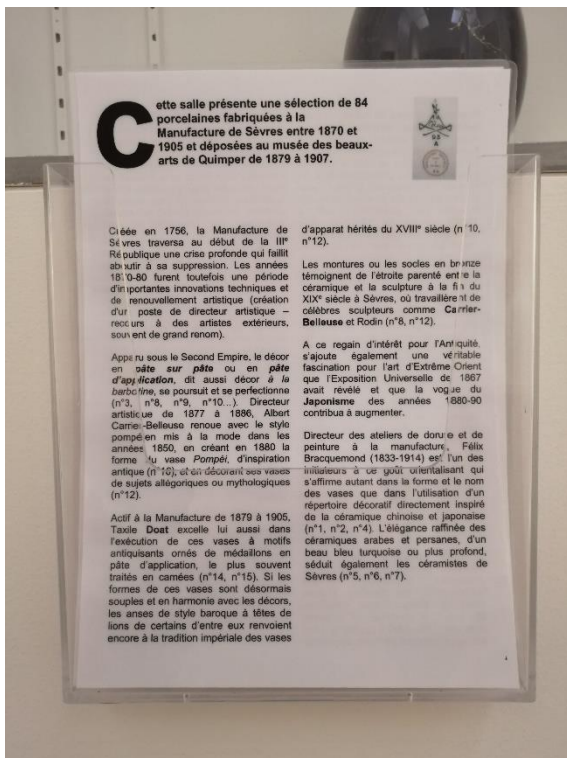 Cette salle présente une sélection de 84
porcelaines fabriquées à la
Manufacture de Sèvres entre 1870 et
1905 et déposées au musée des beaux-
arts de Quimper de 1879 à 1907.
Créée en 1756, la Manufacture de
Sèvres traversa au début de la IIIᵉ
République une crise profonde qui faillit
aboutir à sa suppression. Les années
1870-80 furent toutefois une période
d'importantes innovations techniques et
de renouvellement artistique (création
d'un poste de directeur artistique –
recours à des artistes extérieurs,
souvent de grand renom).
Apparu sous le Second Empire, le décor
en pâte sur pâte ou en pâte
d'application, dit aussi décor à la
barbotine, se poursuit et se perfectionne
(n°3, n°8, n°9, n°10...). Directeur
artistique de 1877 à 1886, Albert
Carrier-Belleuse renoue avec le style
pompéien mis à la mode dans les
années 1850, en créant en 1880 la
forme du vase Pompéi, d'inspiration
antique (n°16), et en décorant ses vases
de sujets allégoriques ou mythologiques
(n°12).
Actif à la Manufacture de 1879 à 1905,
Taxile Doat excelle lui aussi dans
l'exécution de ces vases à motifs
antiquisants ornés de médaillons en
pâte d'application, le plus souvent
traités en camées (n°14, n°15). Si les
formes de ces vases sont désormais
souples et en harmonie avec les décors,
les anses de style baroque à têtes de
lions de certains d'entre eux renvoient
encore à la tradition impériale des vases
d'apparat hérités du XVIIIᵉ siècle (n°10,
n°12).
Les montures ou les socles en bronze
témoignent de l'étroite parenté entre la
céramique et la sculpture à la fin du
XIXᵉ siècle à Sèvres, où travaillèrent de
célèbres sculpteurs comme Carrier-
Belleuse et Rodin (n°8, n°12).
A ce regain d'intérêt pour l'Antiquité,
s'ajoute également une véritable
fascination pour l'art d'Extrême Orient
que l'Exposition Universelle de 1867
avait révélé et que la vogue du
Japonisme des années 1880-90
contribua à augmenter.
Directeur des ateliers de dorure et de
peinture à la manufacture, Félix
Bracquemond (1833-1914) est l'un des
initiateurs à ce goût orientalisant qui
s'affirme autant dans la forme et le nom
des vases que dans l'utilisation d'un
répertoire décoratif directement inspiré
de la céramique chinoise et japonaise
(n°1, n°2, n°4). L'élégance raffinée des
céramiques arabes et persanes, d'un
beau bleu turquoise ou plus profond,
séduit également les céramistes de
Sèvres (n°5, n°6, n°7).